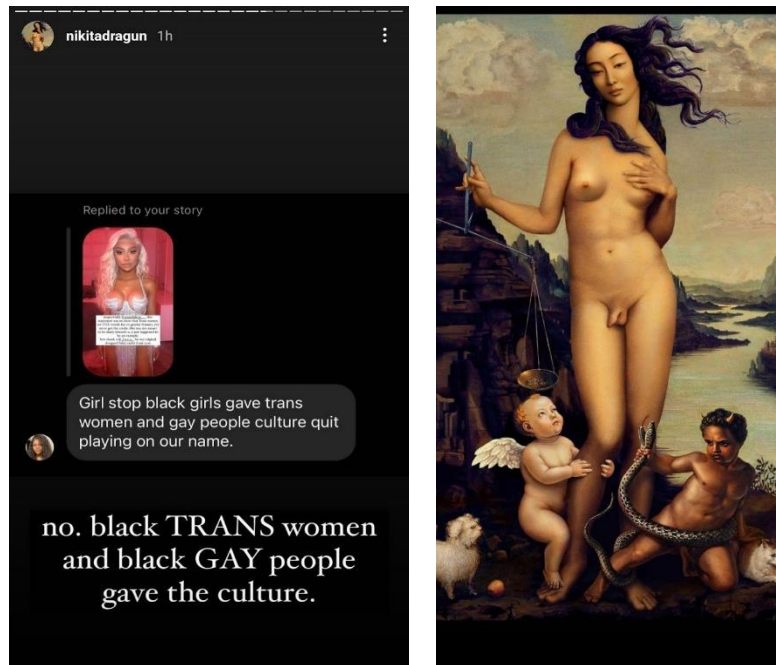 nikitadragun 1h
Replied to your story
Girl stop black girls gave trans
women and gay people culture quit
playing on our name.
no. black TRANS women
and black GAY people
gave the culture.